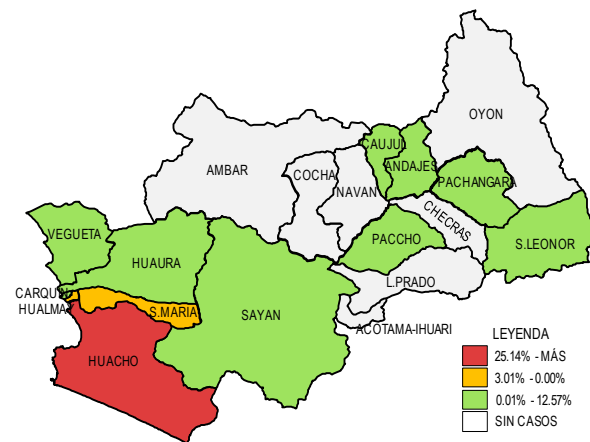 OYON
CAUJUL
ANDAJES
AMBAR
COCHA
NAVAN
PACHANGARA
CHECRAS
VEGUETA
HUAURA
PACCHO
S.LEONOR
L.PRADO
CARQUIN
HUALMA
S.MARIA
SAYAN
ACOTAMA-IHUARI
HUACHO
LEYENDA
25.14% - MÁS
3.01% - 0.00%
0.01% - 12.57%
SIN CASOS